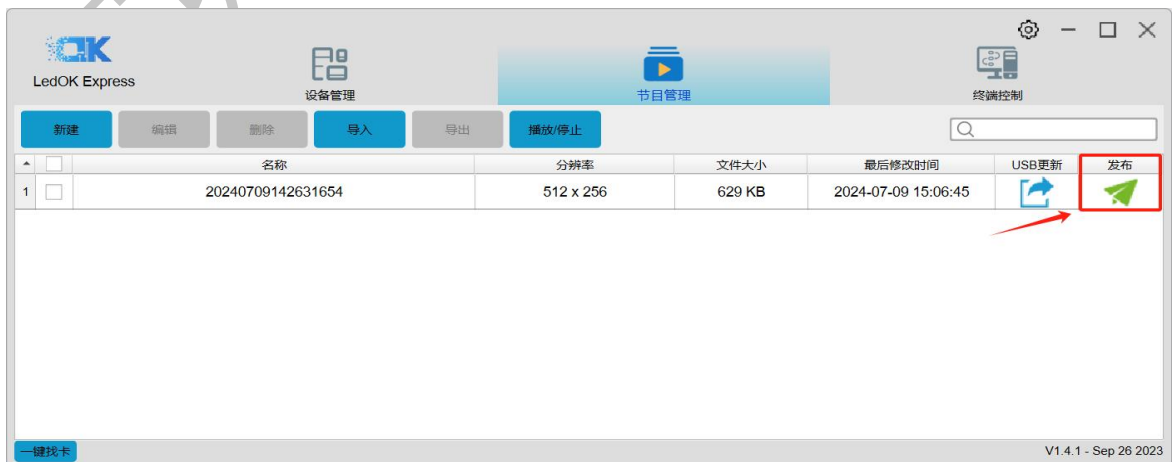 LedOK Express
设备管理
节目管理
终端控制
新建 编辑 删除 导入 导出 播放/停止
名称 分辨率 文件大小 最后修改时间 USB更新 发布
1 20240709142631654 512 x 256 629 KB 2024-07-09 15:06:45
一键找卡 V1.4.1 - Sep 26 2023